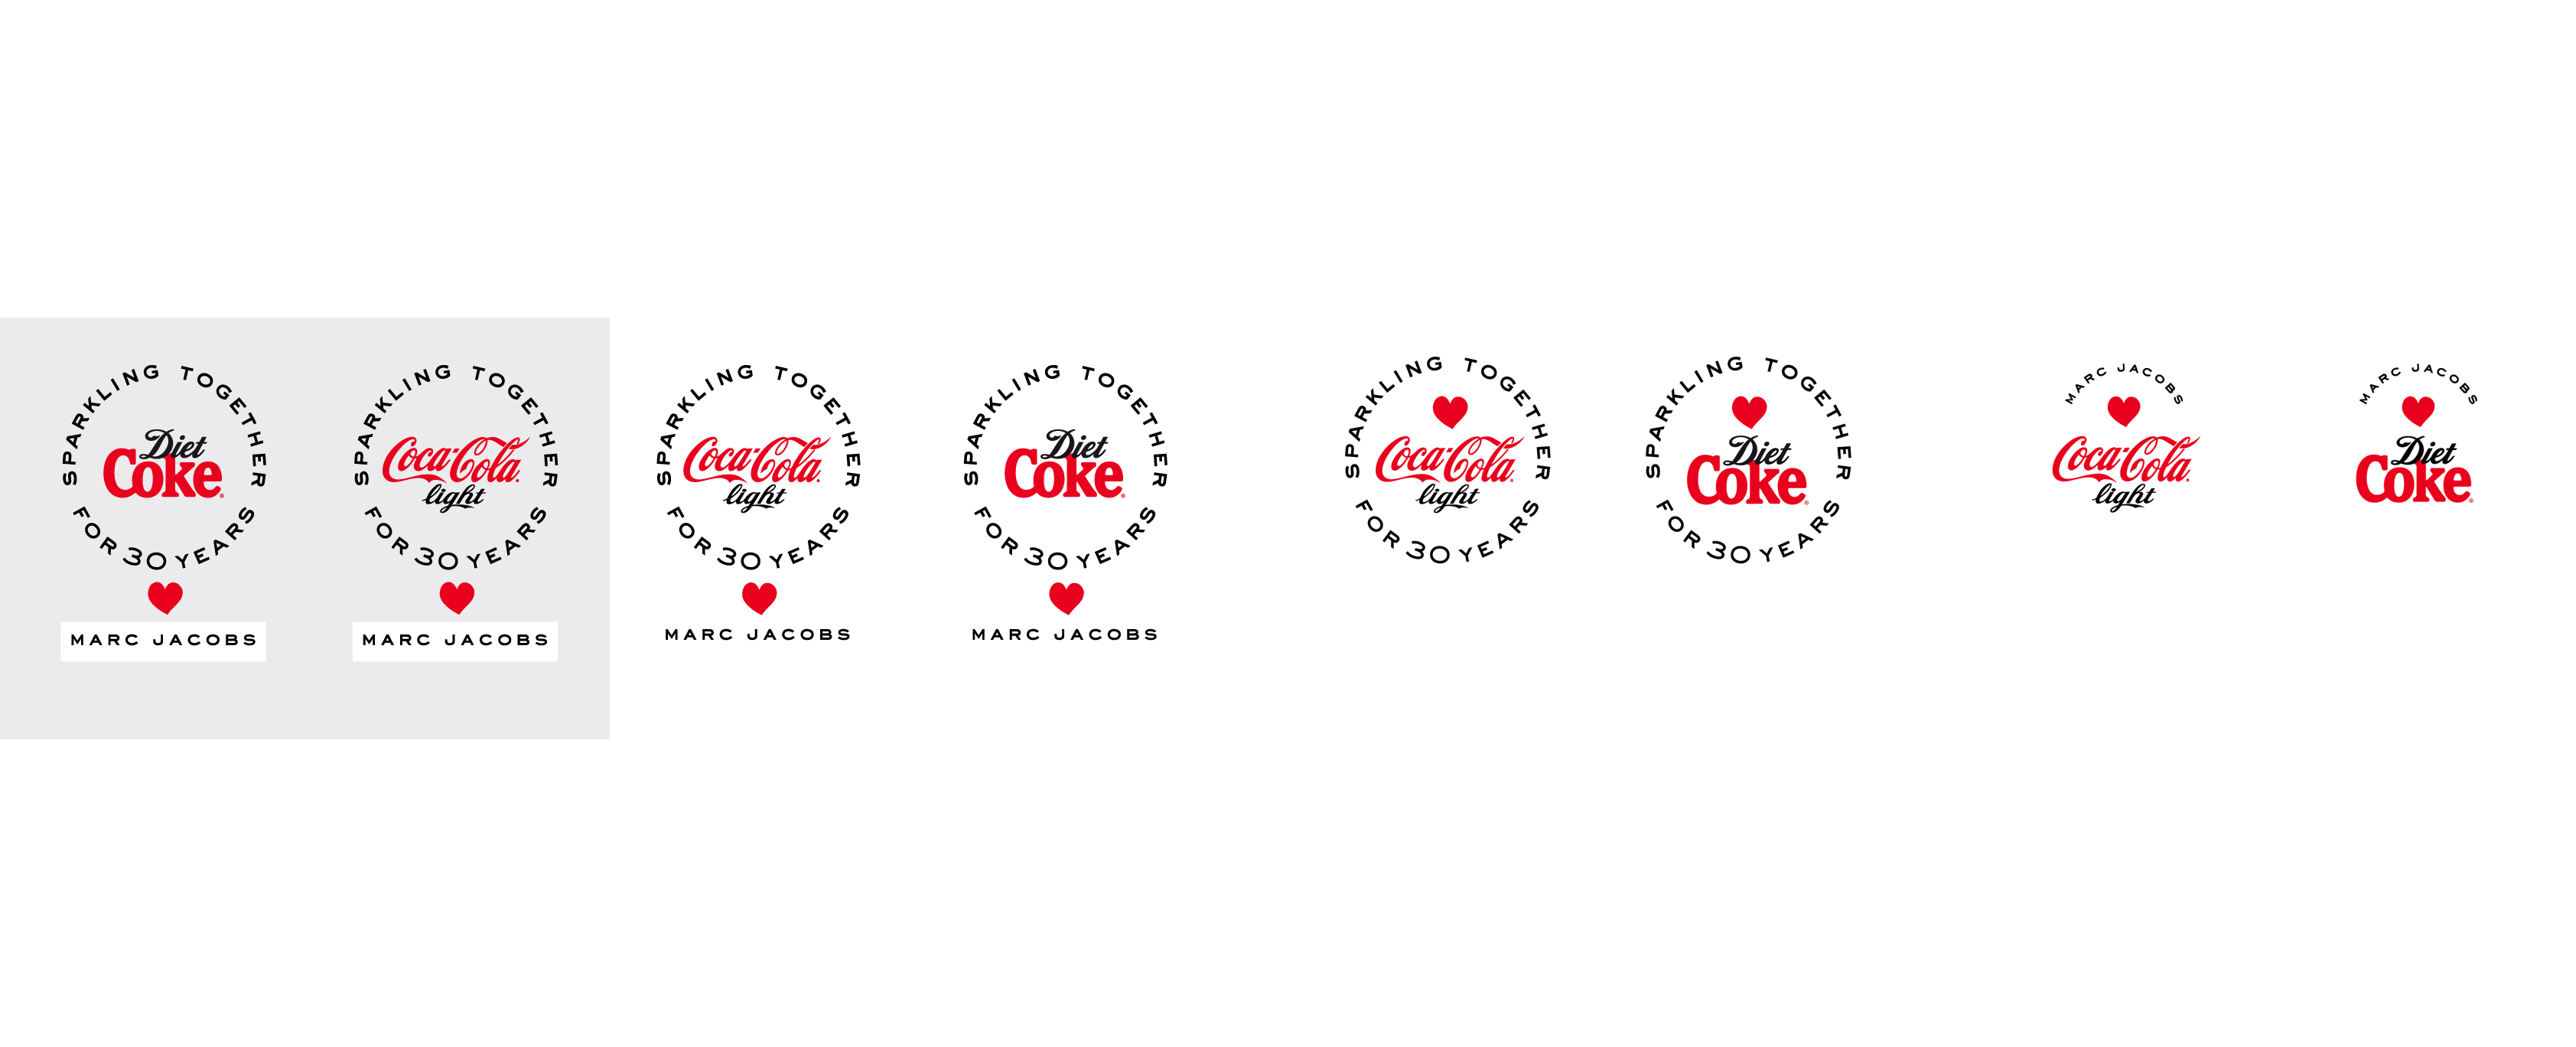 SPARKLING TOGETHER
Diet
Coke®
FOR 30 YEARS
MARC JACOBS
SPARKLING TOGETHER
Coca-Cola
light
FOR 30 YEARS
MARC JACOBS
SPARKLING TOGETHER
Coca-Cola
light
FOR 30 YEARS
MARC JACOBS
SPARKLING TOGETHER
Diet
Coke®
FOR 30 YEARS
MARC JACOBS
SPARKLING TOGETHER
Coca-Cola
light
FOR 30 YEARS
SPARKLING TOGETHER
Diet
Coke®
FOR 30 YEARS
MARC JACOBS
Coca-Cola
light
MARC JACOBS
Diet
Coke®